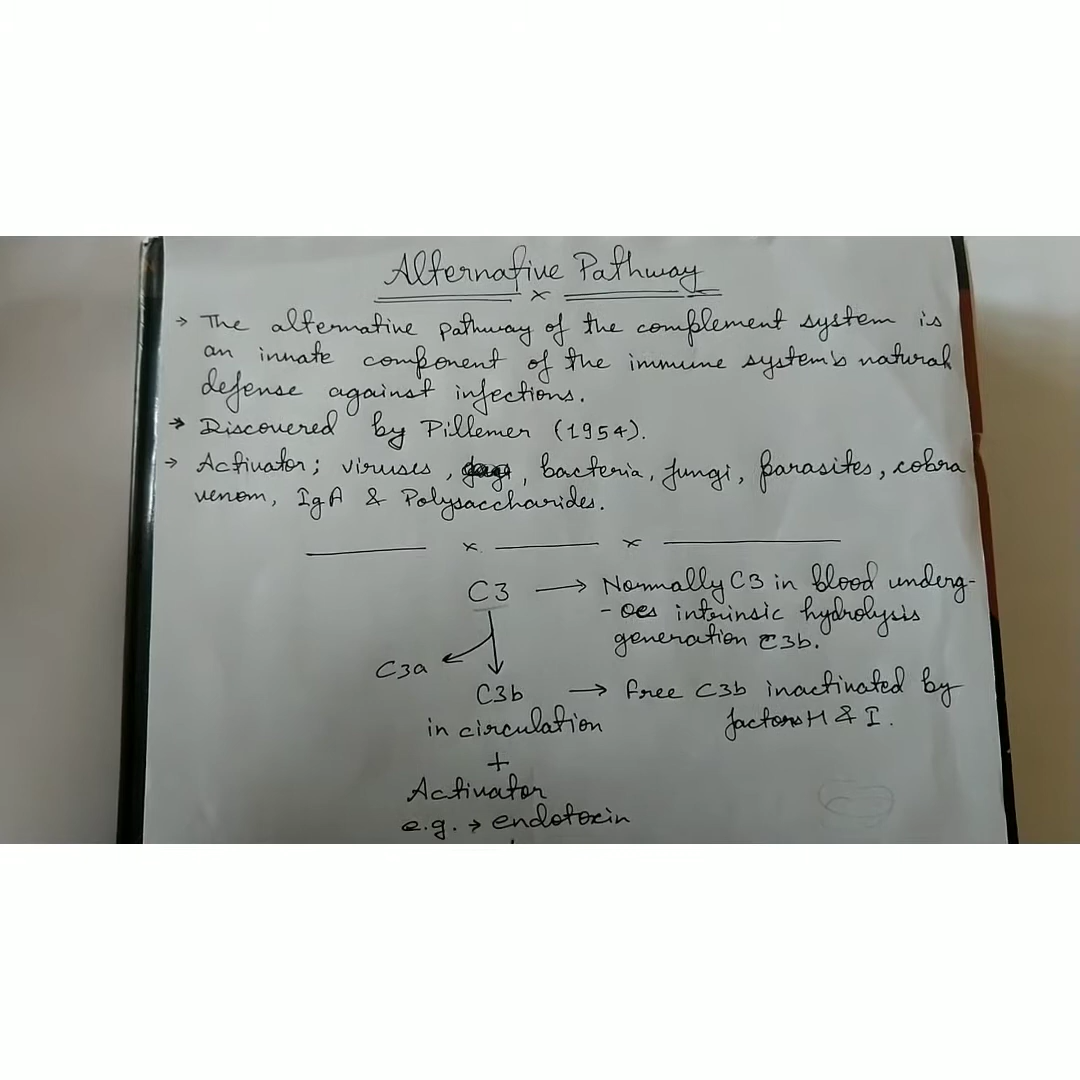 Alternative Pathway
→ The alternative pathway of the complement system is
an innate component of the immune system's natural
defense against infections.
→ Discovered by Pillemer (1954).
→ Activator; viruses, , bacteria, fungi, parasites, cobra
venom, IgA & Polysaccharides.
C3 → Normally C3 in blood underg-
- oes intrinsic hydrolysis
generation C3b.
C3a
C3b → free C3b inactinated by
in circulation factors H & I.
+
Activator
e.g. → endotoxin